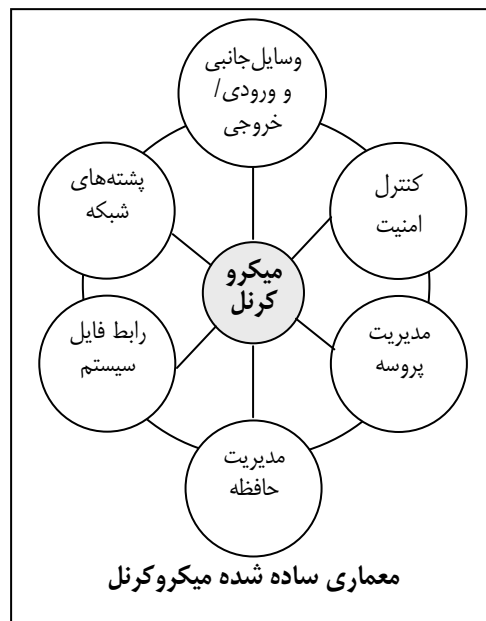 وسایل‌جانبی
و ورودی/
خروجی
کنترل
امنیت
پشته‌های
شبکه
میکرو
کرنل
مدیریت
پروسه
رابط فایل
سیستم
مدیریت
حافظه
معماری ساده شده میکروکرنل